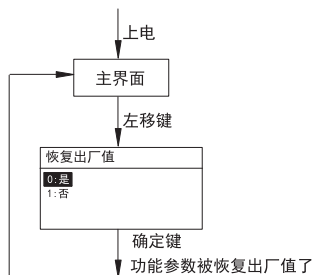 上电
主界面
左移键
恢复出厂值
0:是
1:否
确定键
功能参数被恢复出厂值了